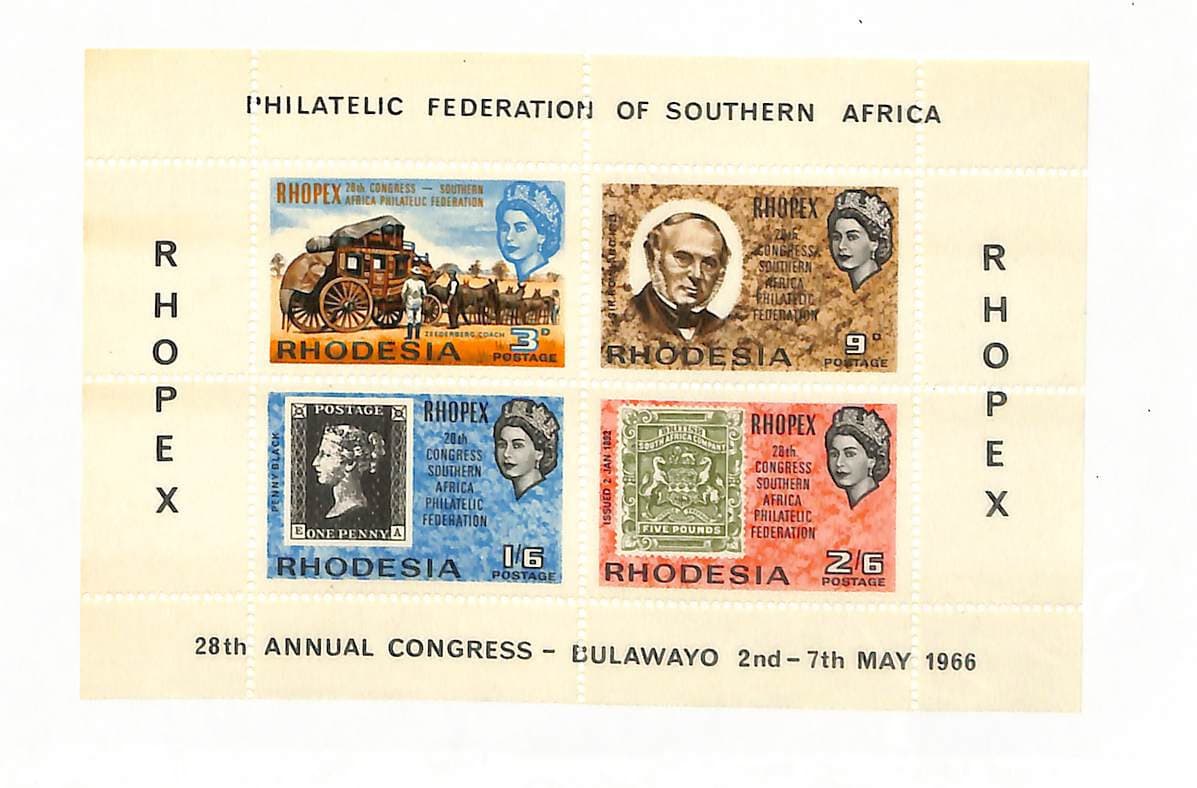 PHILATELIC FEDERATION OF SOUTHERN AFRICA
RHOPEX
RHOPEX 28th CONGRESS — SOUTHERN
AFRICA PHILATELIC FEDERATION
ZEEDERBERG COACH
3D
RHODESIA
POSTAGE
SIR ROWLAND HILL
RHOPEX
28th
CONGRESS
SOUTHERN
AFRICA
PHILATELIC
FEDERATION
9D
RHODESIA
POSTAGE
PENNY BLACK
POSTAGE
E ONE PENNY A
RHOPEX
28th
CONGRESS
SOUTHERN
AFRICA
PHILATELIC
FEDERATION
1/6
RHODESIA
POSTAGE
ISSUED 2 JAN 1892
BRITISH
SOUTH AFRICA COMPANY
FIVE POUNDS
RHOPEX
28th
CONGRESS
SOUTHERN
AFRICA
PHILATELIC
FEDERATION
2/6
RHODESIA
POSTAGE
RHOPEX
28th ANNUAL CONGRESS - BULAWAYO 2nd - 7th MAY 1966